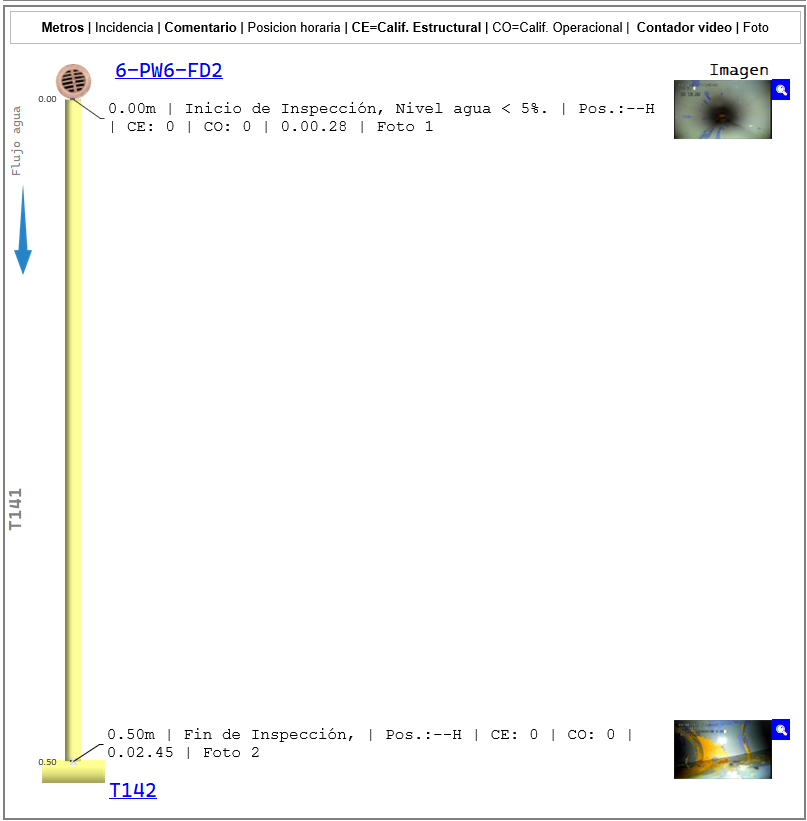 Metros | Incidencia | Comentario | Posicion horaria | CE=Calif. Estructural | CO=Calif. Operacional | Contador video | Foto
6-PW6-FD2
Imagen
0.00
0.00m | Inicio de Inspección, Nivel agua < 5%. | Pos.:--H
| CE: 0 | CO: 0 | 0.00.28 | Foto 1
Flujo agua
T141
0.50m | Fin de Inspección, | Pos.:--H | CE: 0 | CO: 0 |
0.02.45 | Foto 2
0.50
T142